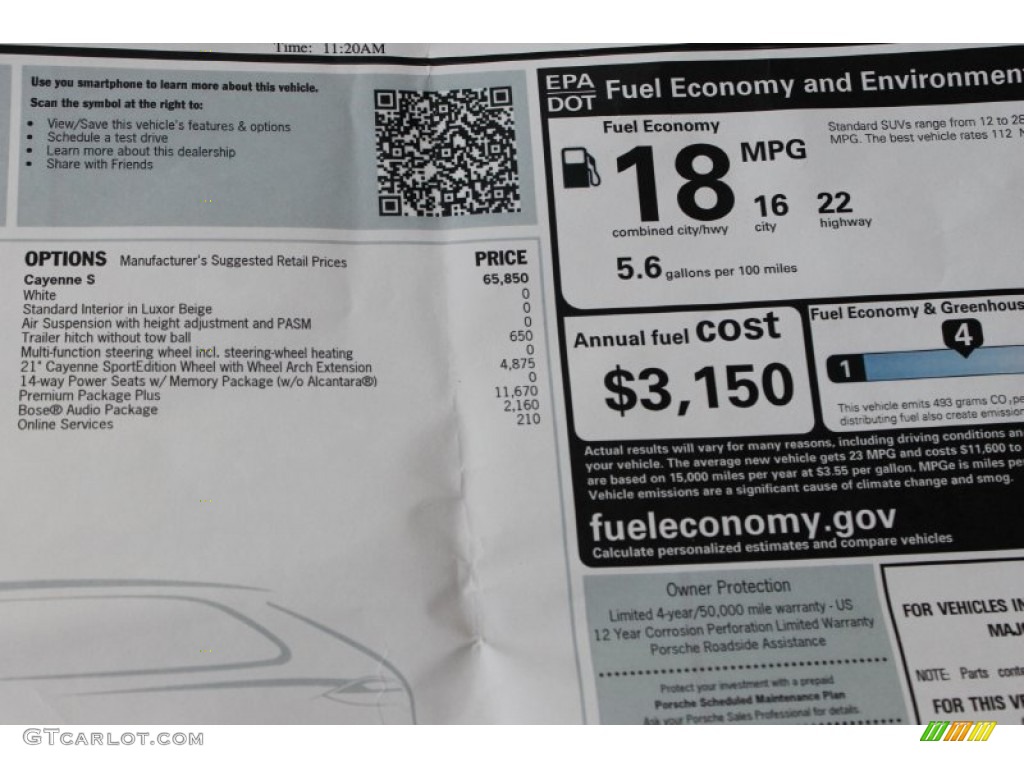 Time: 11:20AM
Use you smartphone to learn more about this vehicle.
Scan the symbol at the right to:
• View/Save this vehicle's features & options
• Schedule a test drive
• Learn more about this dealership
• Share with Friends
OPTIONS Manufacturer's Suggested Retail Prices PRICE
Cayenne S 65,850
White 0
Standard Interior in Luxor Beige 0
Air Suspension with height adjustment and PASM 0
Trailer hitch without tow ball 650
Multi-function steering wheel incl. steering-wheel heating 0
21" Cayenne SportEdition Wheel with Wheel Arch Extension 4,875
14-way Power Seats w/ Memory Package (w/o Alcantara®) 0
Premium Package Plus 11,670
Bose® Audio Package 2,160
Online Services 210
EPA
DOT
Fuel Economy and Environmen
Fuel Economy
18 MPG
combined city/hwy
16
city
22
highway
Standard SUVs range from 12 to 28
MPG. The best vehicle rates 112 M
5.6 gallons per 100 miles
Annual fuel cost
$3,150
Fuel Economy & Greenhous
4
1
This vehicle emits 493 grams CO2 pe
distributing fuel also create emission
Actual results will vary for many reasons, including driving conditions an
your vehicle. The average new vehicle gets 23 MPG and costs $11,600 to
are based on 15,000 miles per year at $3.55 per gallon. MPGe is miles pe
Vehicle emissions are a significant cause of climate change and smog.
fueleconomy.gov
Calculate personalized estimates and compare vehicles
Owner Protection
Limited 4-year/50,000 mile warranty - US
12 Year Corrosion Perforation Limited Warranty
Porsche Roadside Assistance
Protect your investment with a prepaid
Porsche Scheduled Maintenance Plan
Ask your Porsche Sales Professional for details.
FOR VEHICLES IN
MAJ
NOTE: Parts conte
FOR THIS VE
GTcarlot.com